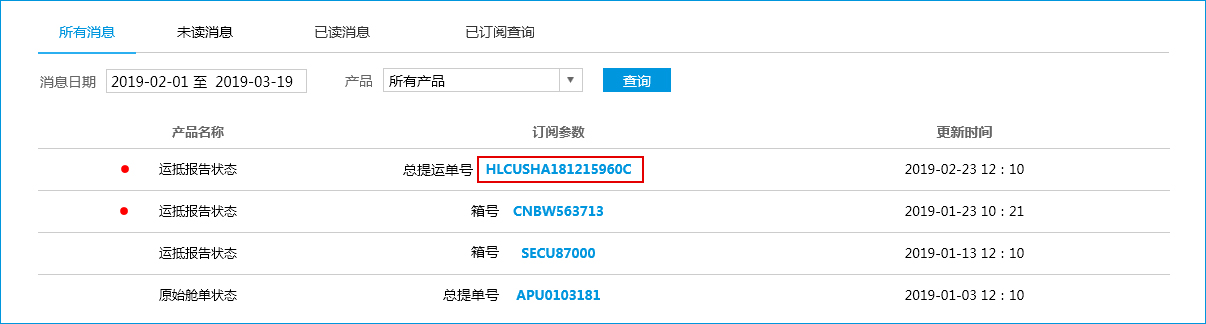 所有消息 未读消息 已读消息 已订阅查询
消息日期 2019-02-01 至 2019-03-19 产品 所有产品 查询
产品名称 订阅参数 更新时间
运抵报告状态 总提运单号 HLCUSHA181215960C 2019-02-23 12：10
运抵报告状态 箱号 CNBW563713 2019-01-23 10：21
运抵报告状态 箱号 SECU87000 2019-01-13 12：10
原始舱单状态 总提单号 APU0103181 2019-01-03 12：10